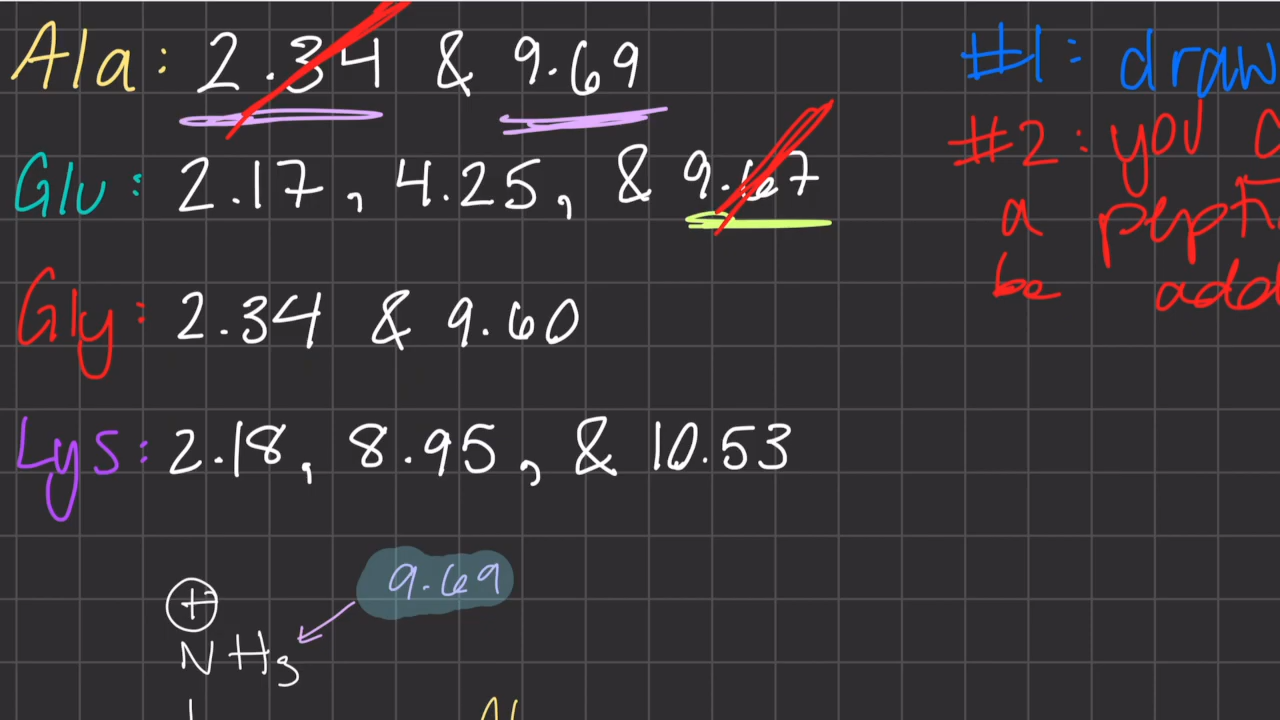 Ala: 2.34 & 9.69
Glu: 2.17, 4.25, & 9.67
Gly: 2.34 & 9.60
Lys: 2.18, 8.95, & 10.53
9.69
⊕
NH3
#1: draw
#2: you
a
be add